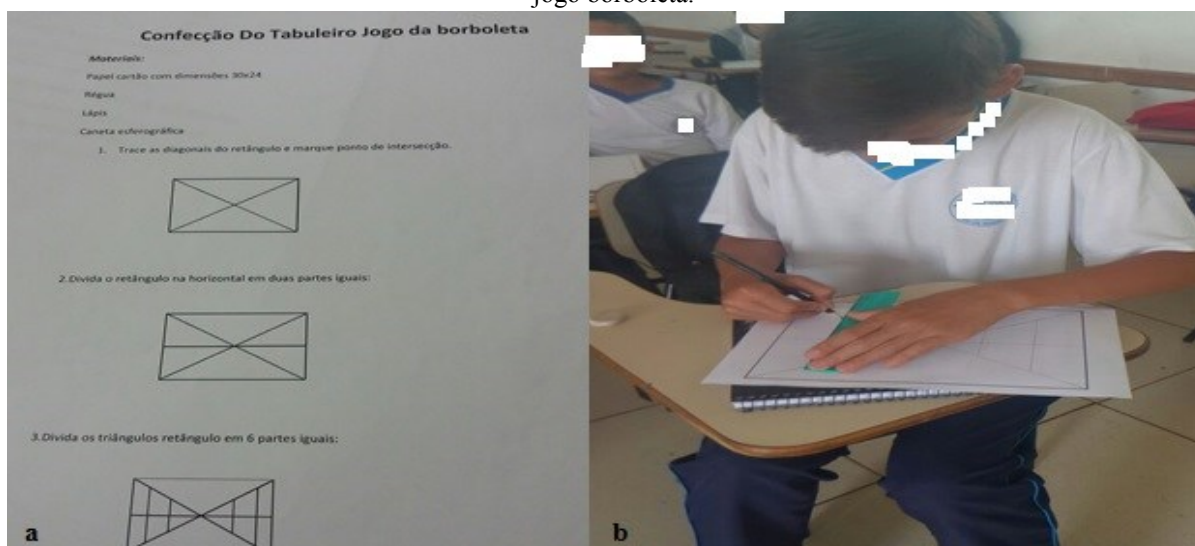 jogo borboleta.
Confecção Do Tabuleiro Jogo da borboleta
Materiais:
Papel cartão com dimensões 30x24
Régua
Lápis
Caneta esferográfica
1. Trace as diagonais do retângulo e marque ponto de intersecção.
2.Divida o retângulo na horizontal em duas partes iguais:
3.Divida os triângulos retângulo em 6 partes iguais:
a
b